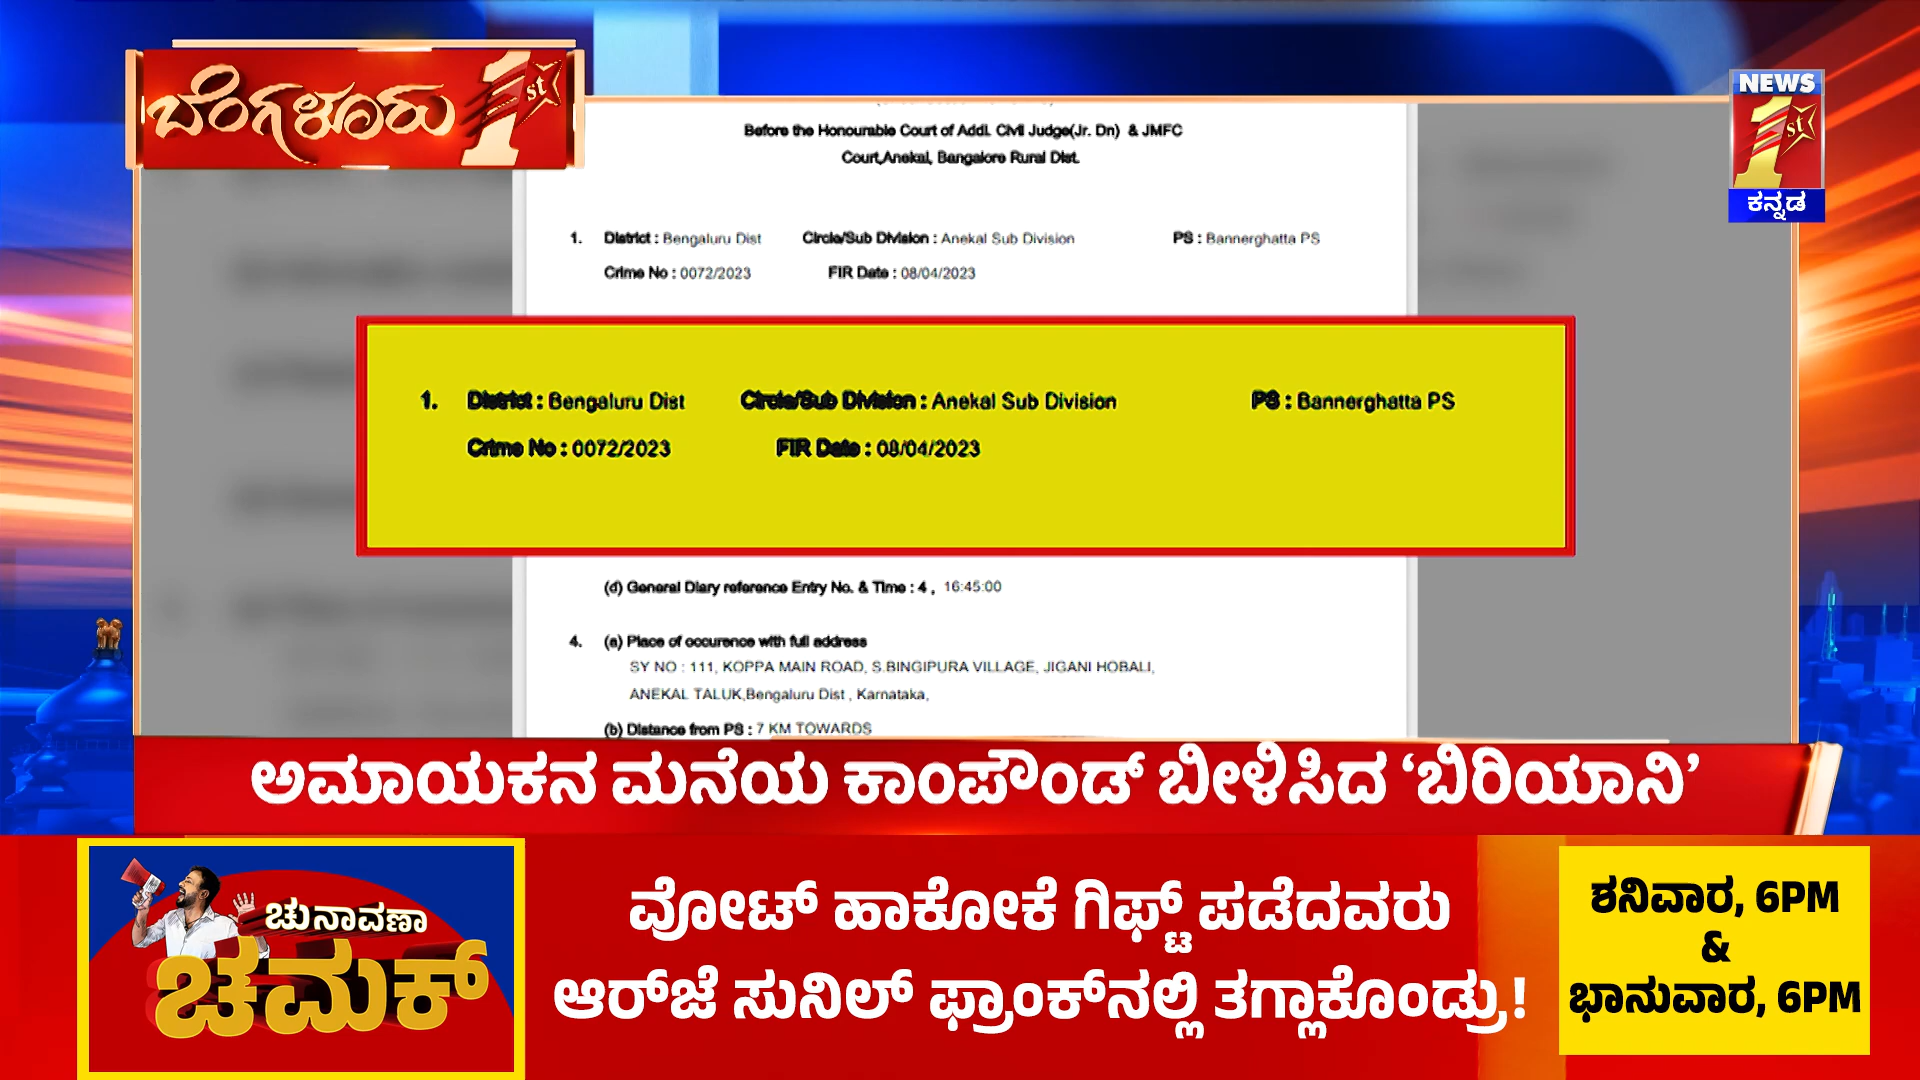 ಬೆಂಗಳೂರು 1st
NEWS
1st
ಕನ್ನಡ
Before the Honourable Court of Addl. Civil Judge(Jr. Dn) & JMFC
Court,Anekal, Bangalore Rural Dist.
1. District : Bengaluru Dist Circle/Sub Division : Anekal Sub Division PS : Bannerghatta PS
Crime No : 0072/2023 FIR Date : 08/04/2023
1. District : Bengaluru Dist Circle/Sub Division : Anekal Sub Division PS : Bannerghatta PS
Crime No : 0072/2023 FIR Date : 08/04/2023
(d) General Diary reference Entry No. & Time : 4 , 16:45:00
4. (a) Place of occurence with full address
SY NO : 111, KOPPA MAIN ROAD, S.BINGIPURA VILLAGE, JIGANI HOBALI,
ANEKAL TALUK,Bengaluru Dist , Karnataka,
(b) Distance from PS : 7 KM TOWARDS
ಅಮಾಯಕನ ಮನೆಯ ಕಾಂಪೌಂಡ್ ಬೀಳಿಸಿದ ‘ಬಿರಿಯಾನಿ’
ಚುನಾವಣಾ
ಚಮಕ್
ವೋಟ್ ಹಾಕೋಕೆ ಗಿಫ್ಟ್ ಪಡೆದವರು
ಆರ್‌ಜೆ ಸುನಿಲ್ ಫ್ರಾಂಕ್‌ನಲ್ಲಿ ತಗ್ಲಾಕೊಂಡ್ರು!
ಶನಿವಾರ, 6PM
&
ಭಾನುವಾರ, 6PM